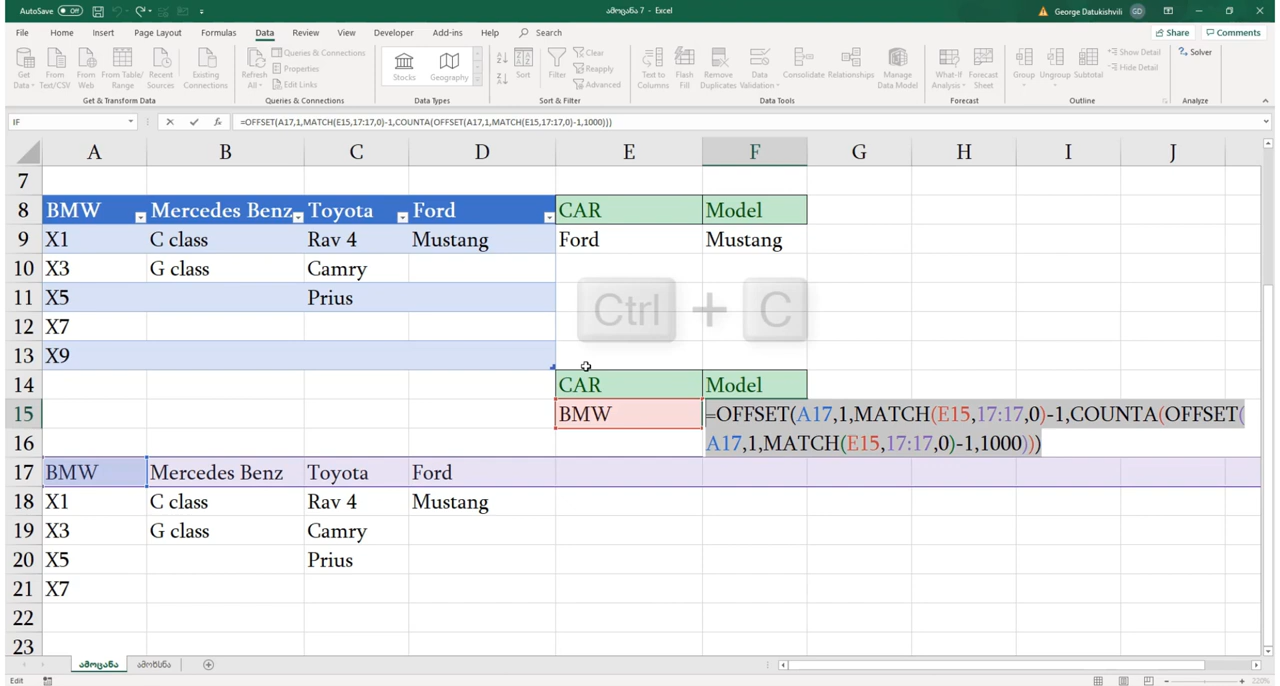 AutoSave Off
ამოცანა 7 - Excel
George Datukishvili GD
File Home Insert Page Layout Formulas Data Review View Developer Add-ins Help Search Share Comments
Get Data From Text/CSV From Web From Table/Range Recent Sources Existing Connections
Refresh All Queries & Connections Properties Edit Links
Stocks Geography
Sort Filter Clear Reapply Advanced
Text to Columns Flash Fill Remove Duplicates Data Validation Consolidate Relationships Manage Data Model
What-If Analysis Forecast Sheet
Group Ungroup Subtotal Show Detail Hide Detail
Solver
Get & Transform Data Queries & Connections Data Types Sort & Filter Data Tools Forecast Outline Analyze
IF fx =OFFSET(A17,1,MATCH(E15,17:17,0)-1,COUNTA(OFFSET(A17,1,MATCH(E15,17:17,0)-1,1000)))
A B C D E F G H I J
7
8 BMW Mercedes Benz Toyota Ford CAR Model
9 X1 C class Rav 4 Mustang Ford Mustang
10 X3 G class Camry
11 X5 Prius
Ctrl + C
12 X7
13 X9
14 CAR Model
15 BMW =OFFSET(A17,1,MATCH(E15,17:17,0)-1,COUNTA(OFFSET(
16 A17,1,MATCH(E15,17:17,0)-1,1000)))
17 BMW Mercedes Benz Toyota Ford
18 X1 C class Rav 4 Mustang
19 X3 G class Camry
20 X5 Prius
21 X7
22
23
ამოცანა ამოხსნა
Edit 220%